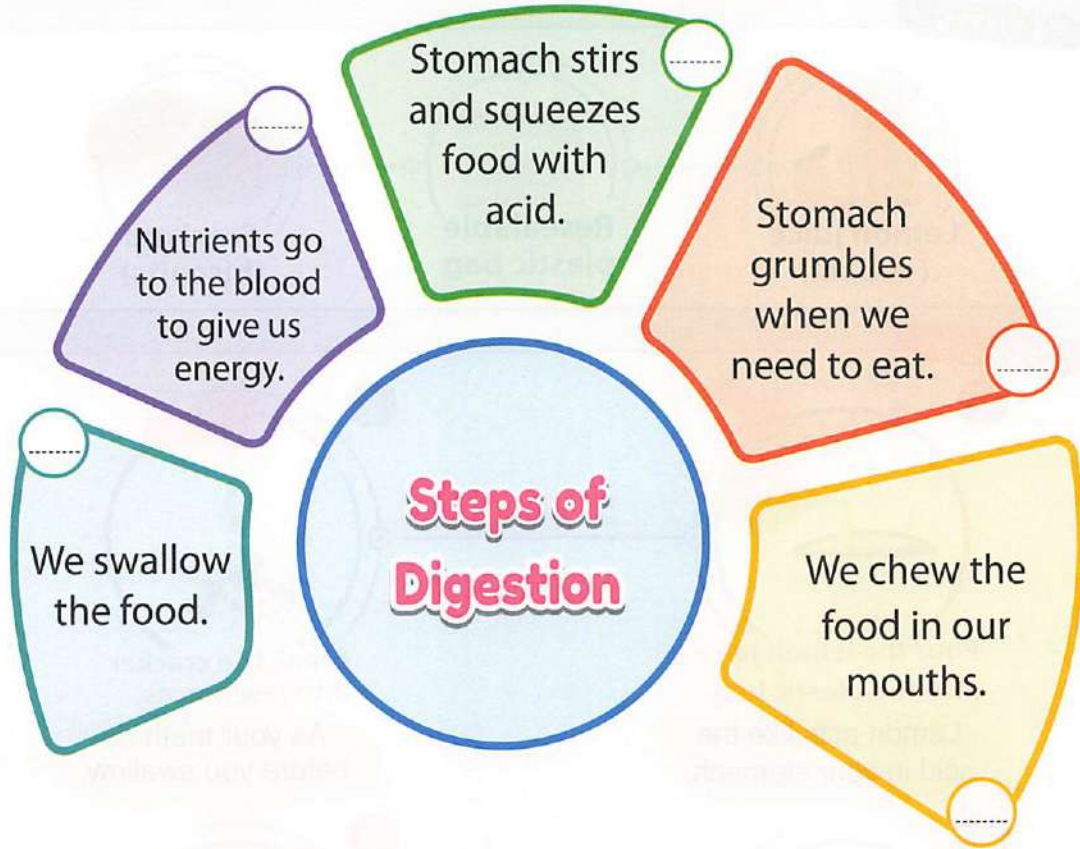 Stomach stirs
and squeezes
food with
acid.
Nutrients go
to the blood
to give us
energy.
Stomach
grumbles
when we
need to eat.
We swallow
the food.
Steps of
Digestion
We chew the
food in our
mouths.